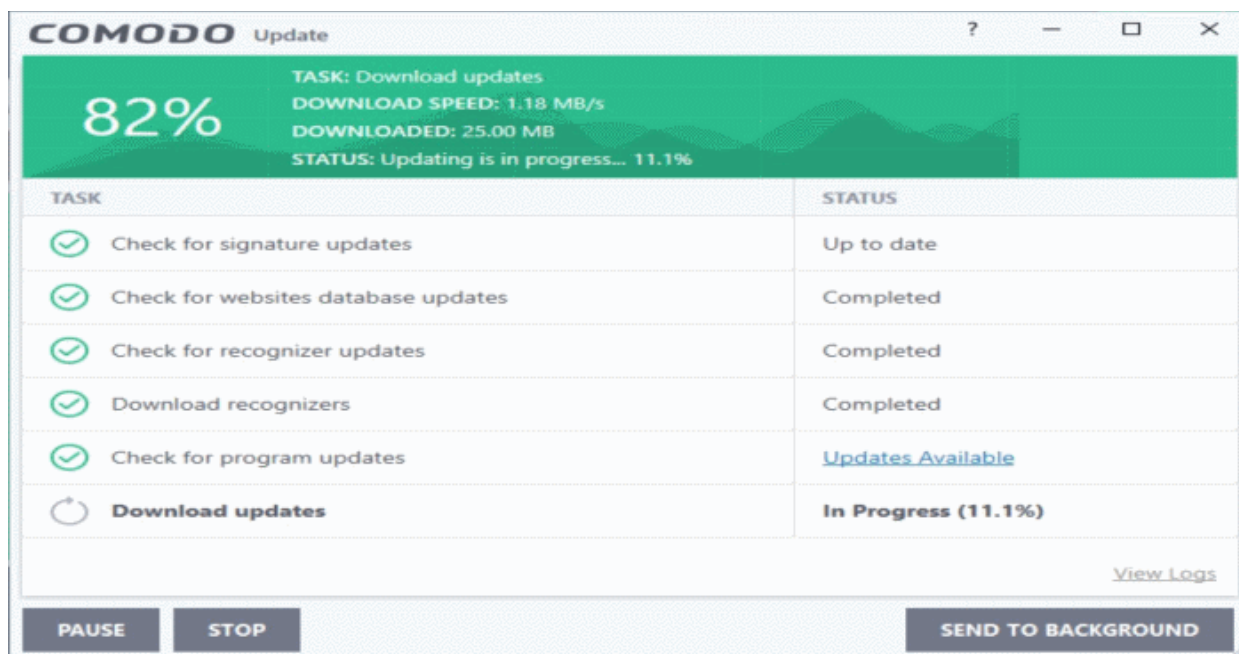 COMODO Update ?
82%
TASK: Download updates
DOWNLOAD SPEED: 1.18 MB/s
DOWNLOADED: 25.00 MB
STATUS: Updating is in progress... 11.1%
TASK STATUS
Check for signature updates Up to date
Check for websites database updates Completed
Check for recognizer updates Completed
Download recognizers Completed
Check for program updates Updates Available
Download updates In Progress (11.1%)
View Logs
PAUSE STOP SEND TO BACKGROUND